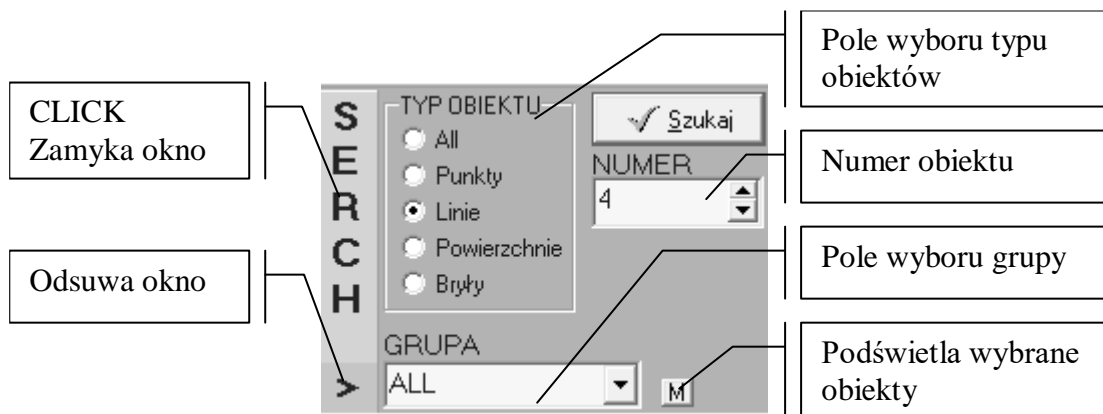 CLICK
Zamyka okno
Odsuwa okno
SERCH
>
TYP OBIEKTU
All
Punkty
Linie
Powierzchnie
Bryły
Szukaj
NUMER
4
GRUPA
ALL
M
Pole wyboru typu
obiektów
Numer obiektu
Pole wyboru grupy
Podświetla wybrane
obiekty